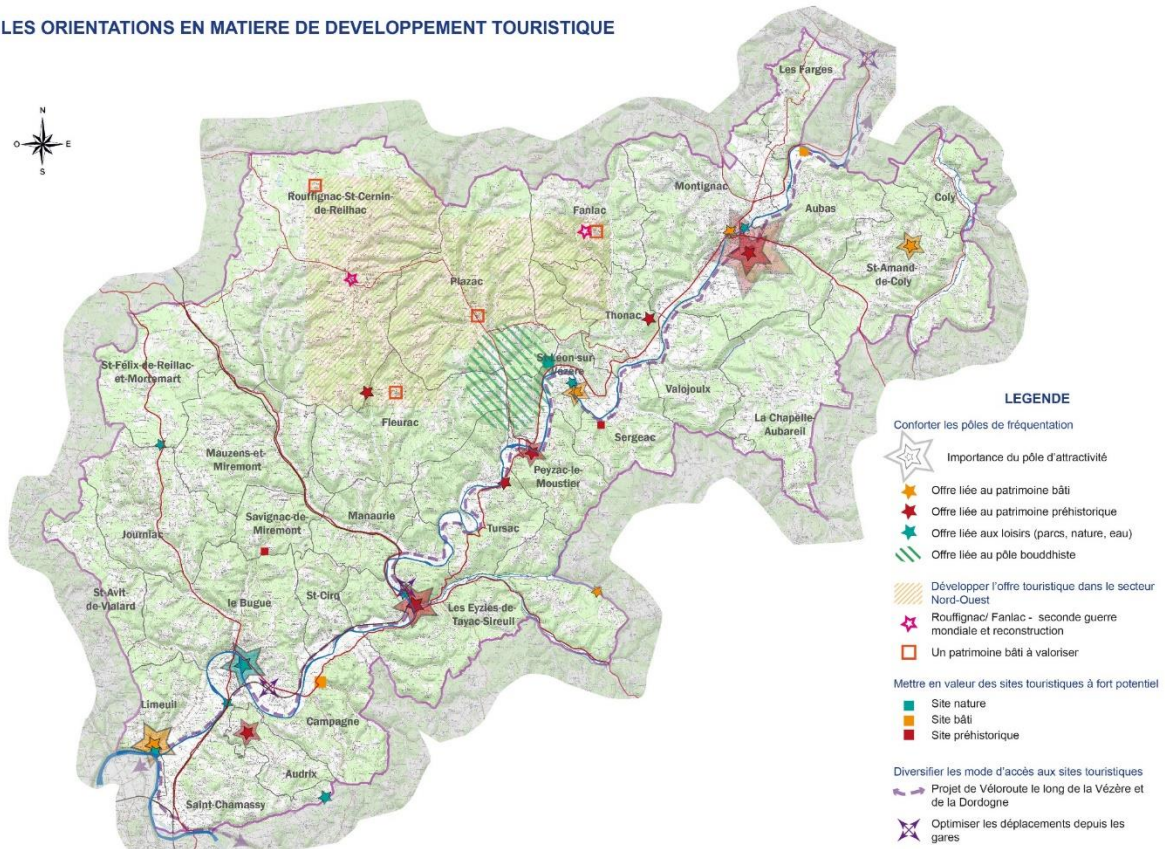 LES ORIENTATIONS EN MATIERE DE DEVELOPPEMENT TOURISTIQUE
N
O
E
S
Les Farges
Rouffignac-St-Cernin-
de-Reilhac
Montignac
Fanlac
Aubas
Coly
St-Amand-
de-Coly
Plazac
Thonac
St-Léon-sur-
Vézère
St-Félix-de-Reillac-
et-Mortemart
Valojoulx
Fleurac
La Chapelle-
Aubareil
Sergeac
Mauzens-et-
Miremont
Peyzac-le-
Moustier
Savignac-de-
Miremont
Manaurie
Tursac
Journiac
St-Avit-
de-Vialard
le Bugue
St-Cirq
Les Eyzies-de-
Tayac-Sireuil
Limeuil
Campagne
Audrix
Saint-Chamassy
LEGENDE
Conforter les pôles de fréquentation
Importance du pôle d'attractivité
Offre liée au patrimoine bâti
Offre liée au patrimoine préhistorique
Offre liée aux loisirs (parcs, nature, eau)
Offre liée au pôle bouddhiste
Développer l'offre touristique dans le secteur
Nord-Ouest
Rouffignac/ Fanlac - seconde guerre
mondiale et reconstruction
Un patrimoine bâti à valoriser
Mettre en valeur des sites touristiques à fort potentiel
Site nature
Site bâti
Site préhistorique
Diversifier les mode d'accès aux sites touristiques
Projet de Véloroute le long de la Vézère et
de la Dordogne
Optimiser les déplacements depuis les
gares